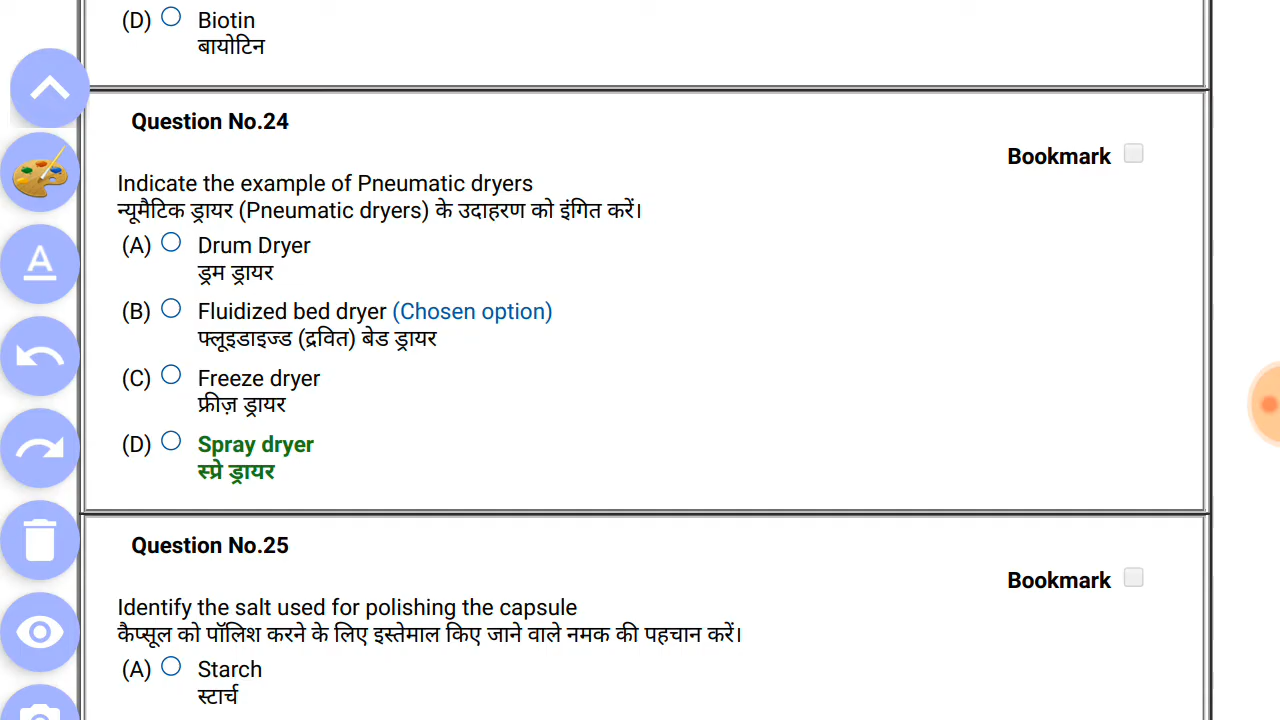 (D) Biotin
बायोटिन
Question No.24
Bookmark
Indicate the example of Pneumatic dryers
न्यूमैटिक ड्रायर (Pneumatic dryers) के उदाहरण को इंगित करें।
(A) Drum Dryer
ड्रम ड्रायर
(B) Fluidized bed dryer (Chosen option)
फ्लूइडाइज्ड (द्रवित) बेड ड्रायर
(C) Freeze dryer
फ्रीज़ ड्रायर
(D) Spray dryer
स्प्रे ड्रायर
Question No.25
Bookmark
Identify the salt used for polishing the capsule
कैप्सूल को पॉलिश करने के लिए इस्तेमाल किए जाने वाले नमक की पहचान करें।
(A) Starch
स्टार्च